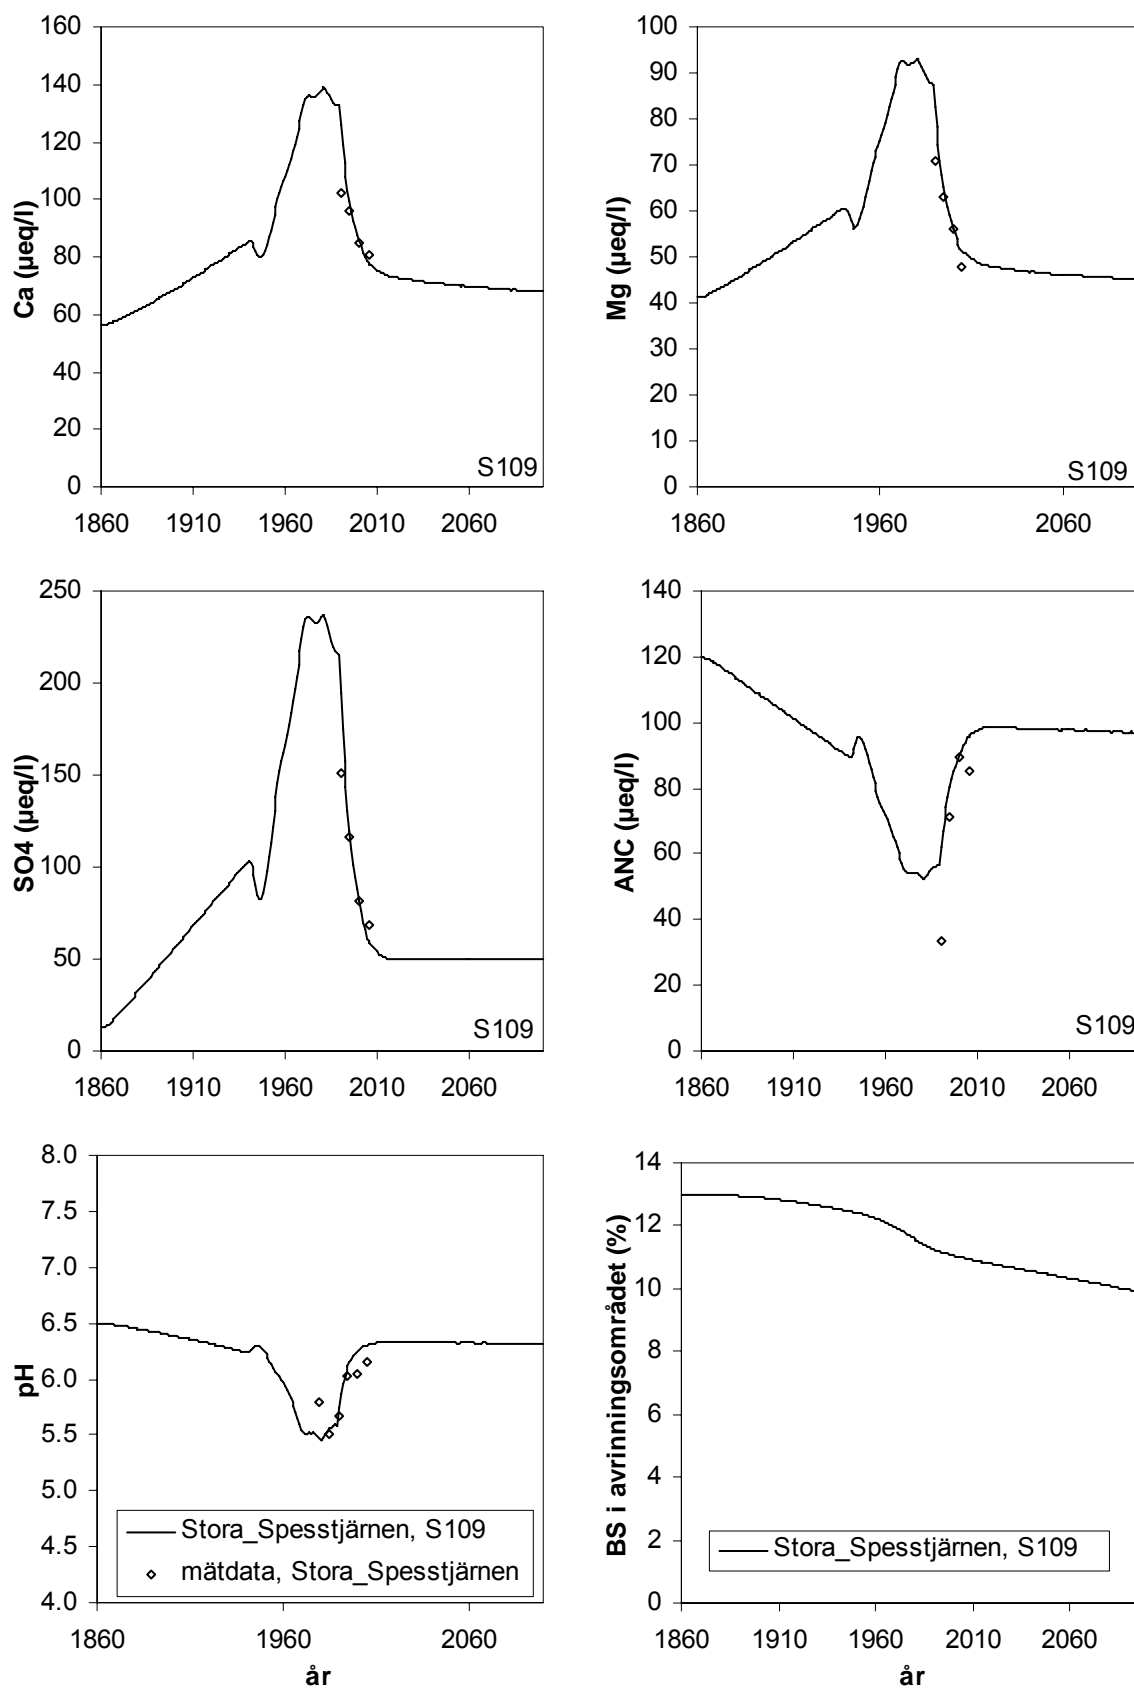 160
140
120
100
80
60
40
20
0
Ca (µeq/l)
S109
1860 1910 1960 2010 2060
100
90
80
70
60
50
40
30
20
10
0
Mg (µeq/l)
S109
1860 1960 2060
250
200
150
100
50
0
SO4 (µeq/l)
S109
1860 1910 1960 2010 2060
140
120
100
80
60
40
20
0
ANC (µeq/l)
S109
1860 1910 1960 2010 2060
8.0
7.5
7.0
6.5
6.0
5.5
5.0
4.5
4.0
pH
Stora_Spesstjärnen, S109
mätdata, Stora_Spesstjärnen
1860 1960 2060
år
14
12
10
8
6
4
2
0
BS i avrinningsområdet (%)
Stora_Spesstjärnen, S109
1860 1910 1960 2010 2060
år